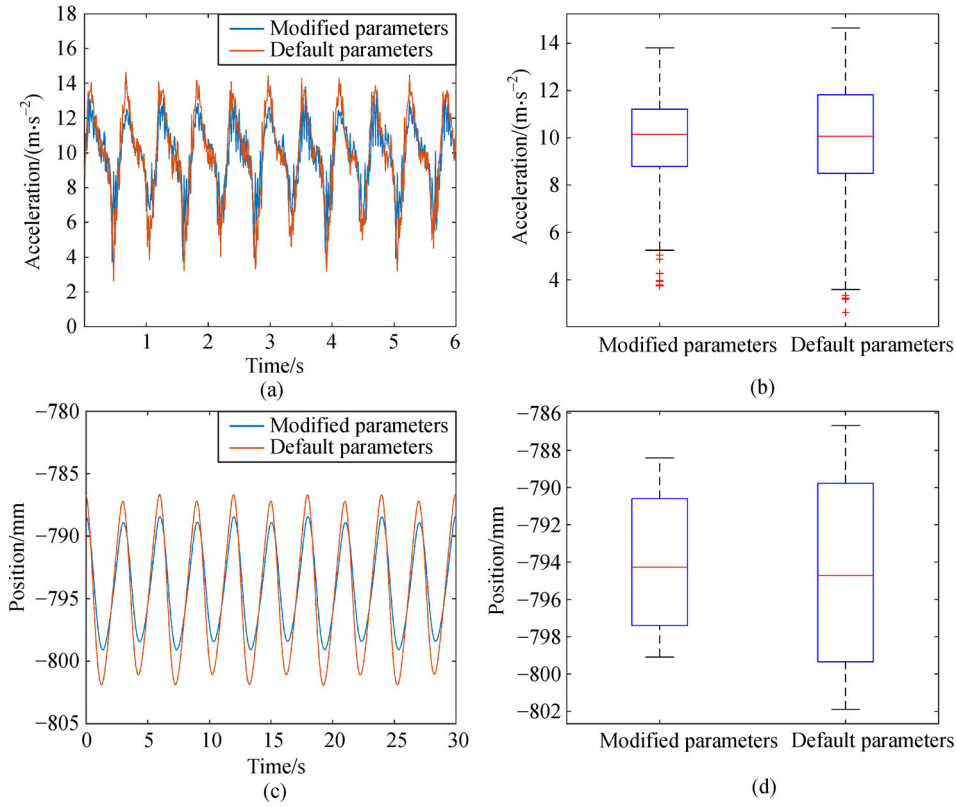 18
16
14
12
10
8
6
4
2
0
Acceleration/(m·s⁻²)
Modified parameters
Default parameters
1 2 3 4 5 6
Time/s
(a)
14
12
10
8
6
4
Acceleration/(m·s⁻²)
Modified parameters Default parameters
(b)
−780
−785
−790
−795
−800
−805
Position/mm
Modified parameters
Default parameters
0 5 10 15 20 25 30
Time/s
(c)
−786
−788
−790
−792
−794
−796
−798
−800
−802
Position/mm
Modified parameters Default parameters
(d)